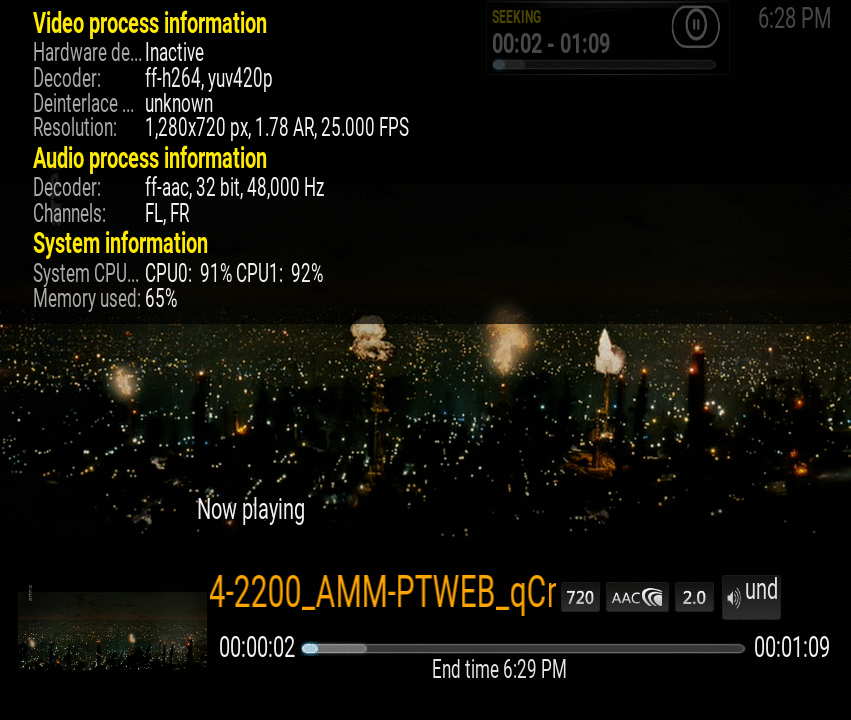 Video process information
Hardware de... Inactive
Decoder: ff-h264, yuv420p
Deinterlace ... unknown
Resolution: 1,280x720 px, 1.78 AR, 25.000 FPS
Audio process information
Decoder: ff-aac, 32 bit, 48,000 Hz
Channels: FL, FR
System information
System CPU... CPU0: 91% CPU1: 92%
Memory used: 65%
SEEKING
00:02 - 01:09
6:28 PM
Now playing
4-2200_AMM-PTWEB_qCr
720 AAC 2.0 und
00:00:02 00:01:09
End time 6:29 PM